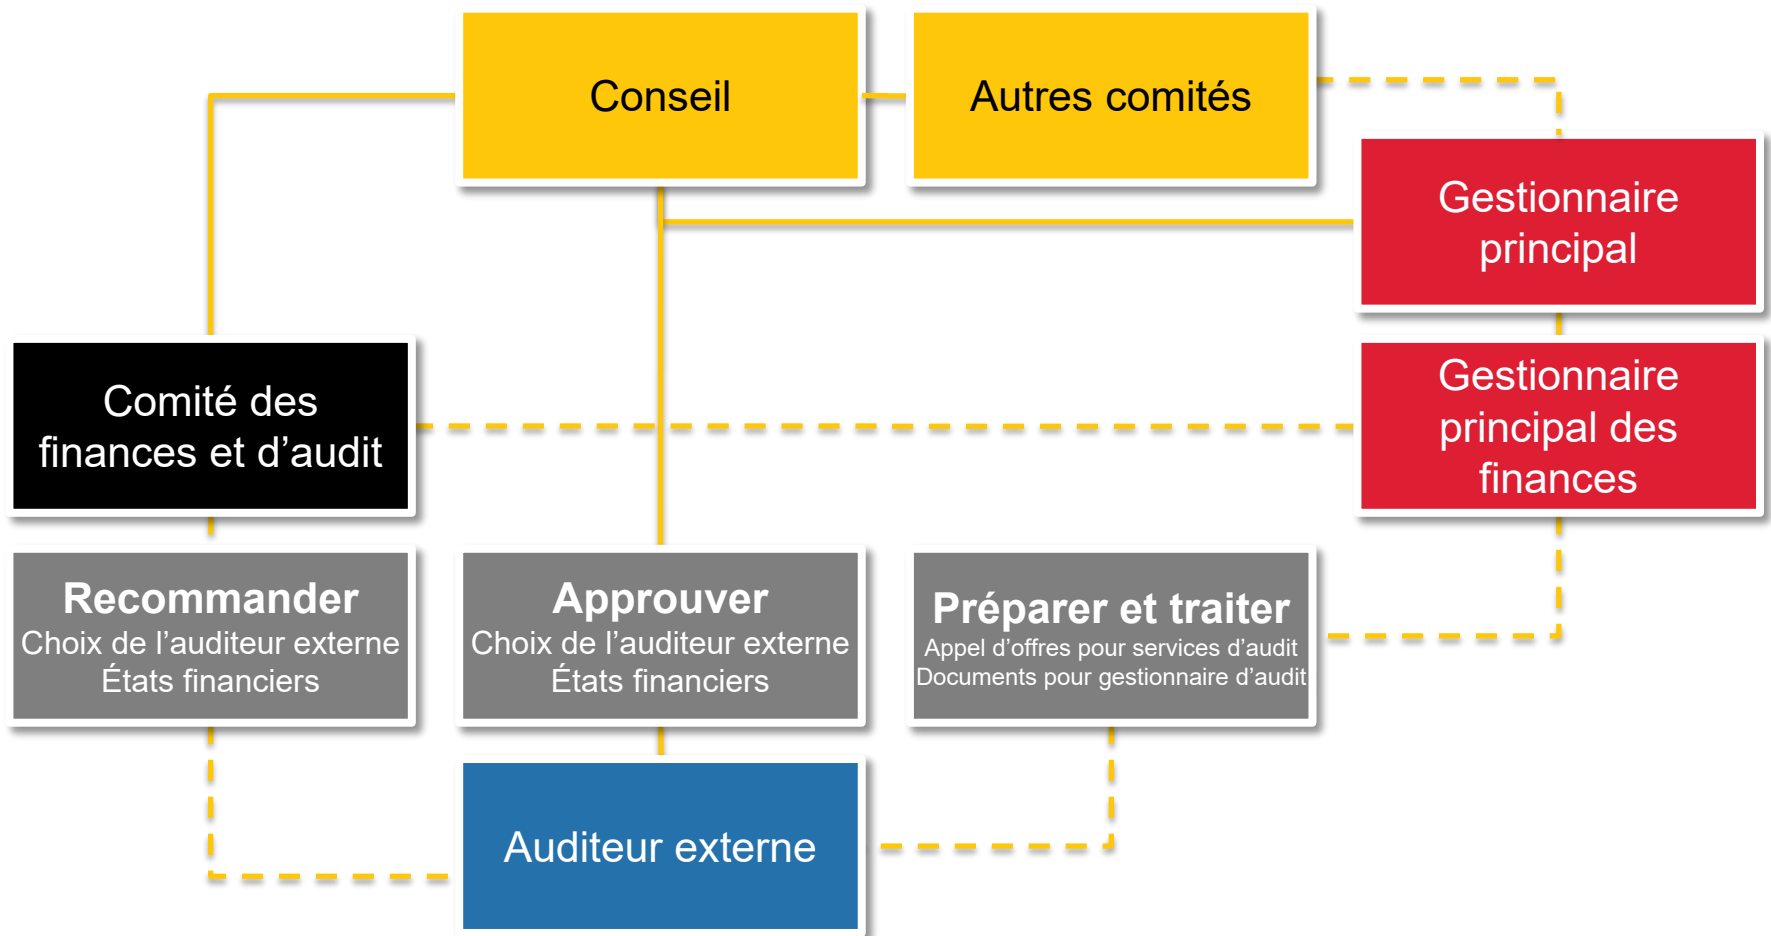 Conseil
Autres comités
Gestionnaire
principal
Comité des
finances et d’audit
Gestionnaire
principal des
finances
Recommander
Choix de l’auditeur externe
États financiers
Approuver
Choix de l’auditeur externe
États financiers
Préparer et traiter
Appel d’offres pour services d’audit
Documents pour gestionnaire d’audit
Auditeur externe